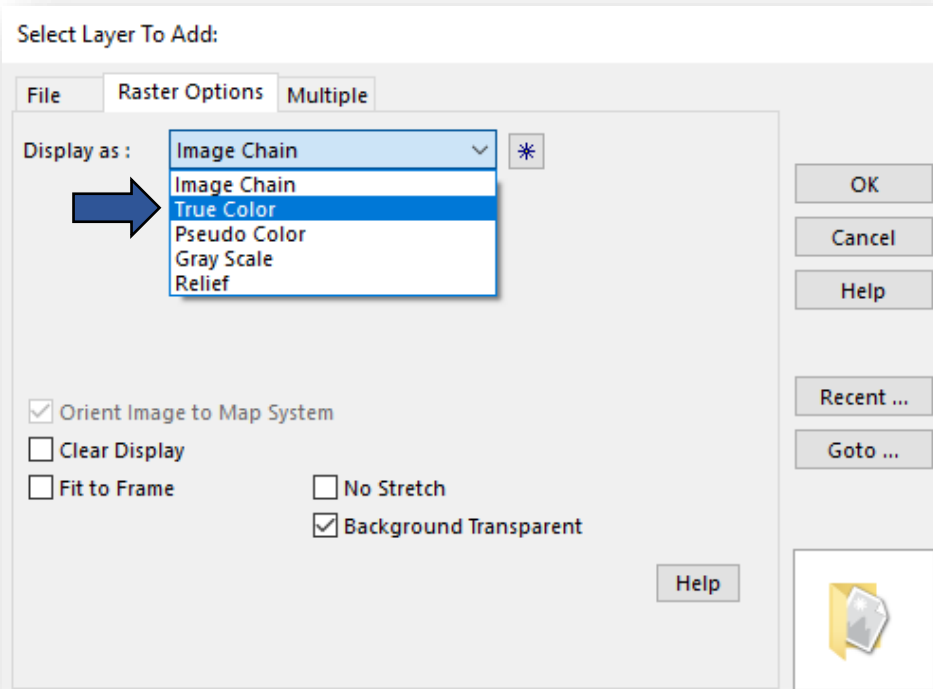 Select Layer To Add:
File Raster Options Multiple
Display as : Image Chain
Image Chain
True Color
Pseudo Color
Gray Scale
Relief
OK
Cancel
Help
Recent ...
Goto ...
Orient Image to Map System
Clear Display
Fit to Frame No Stretch
Background Transparent
Help